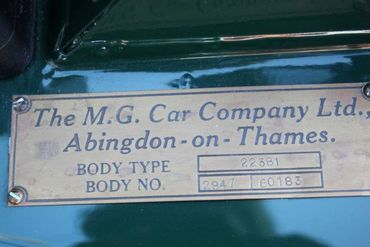 The M.G. Car Company Ltd.,
Abingdon-on-Thames.
BODY TYPE 22381
BODY NO. 2947 60183